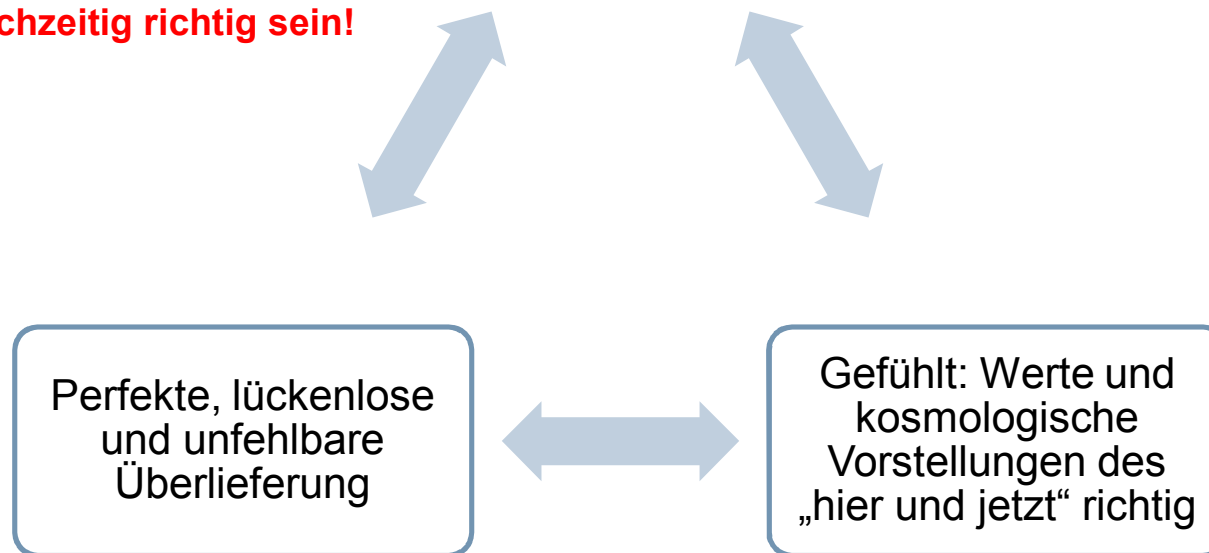 chzeitig richtig sein!
Perfekte, lückenlose
und unfehlbare
Überlieferung
Gefühlt: Werte und
kosmologische
Vorstellungen des
„hier und jetzt“ richtig